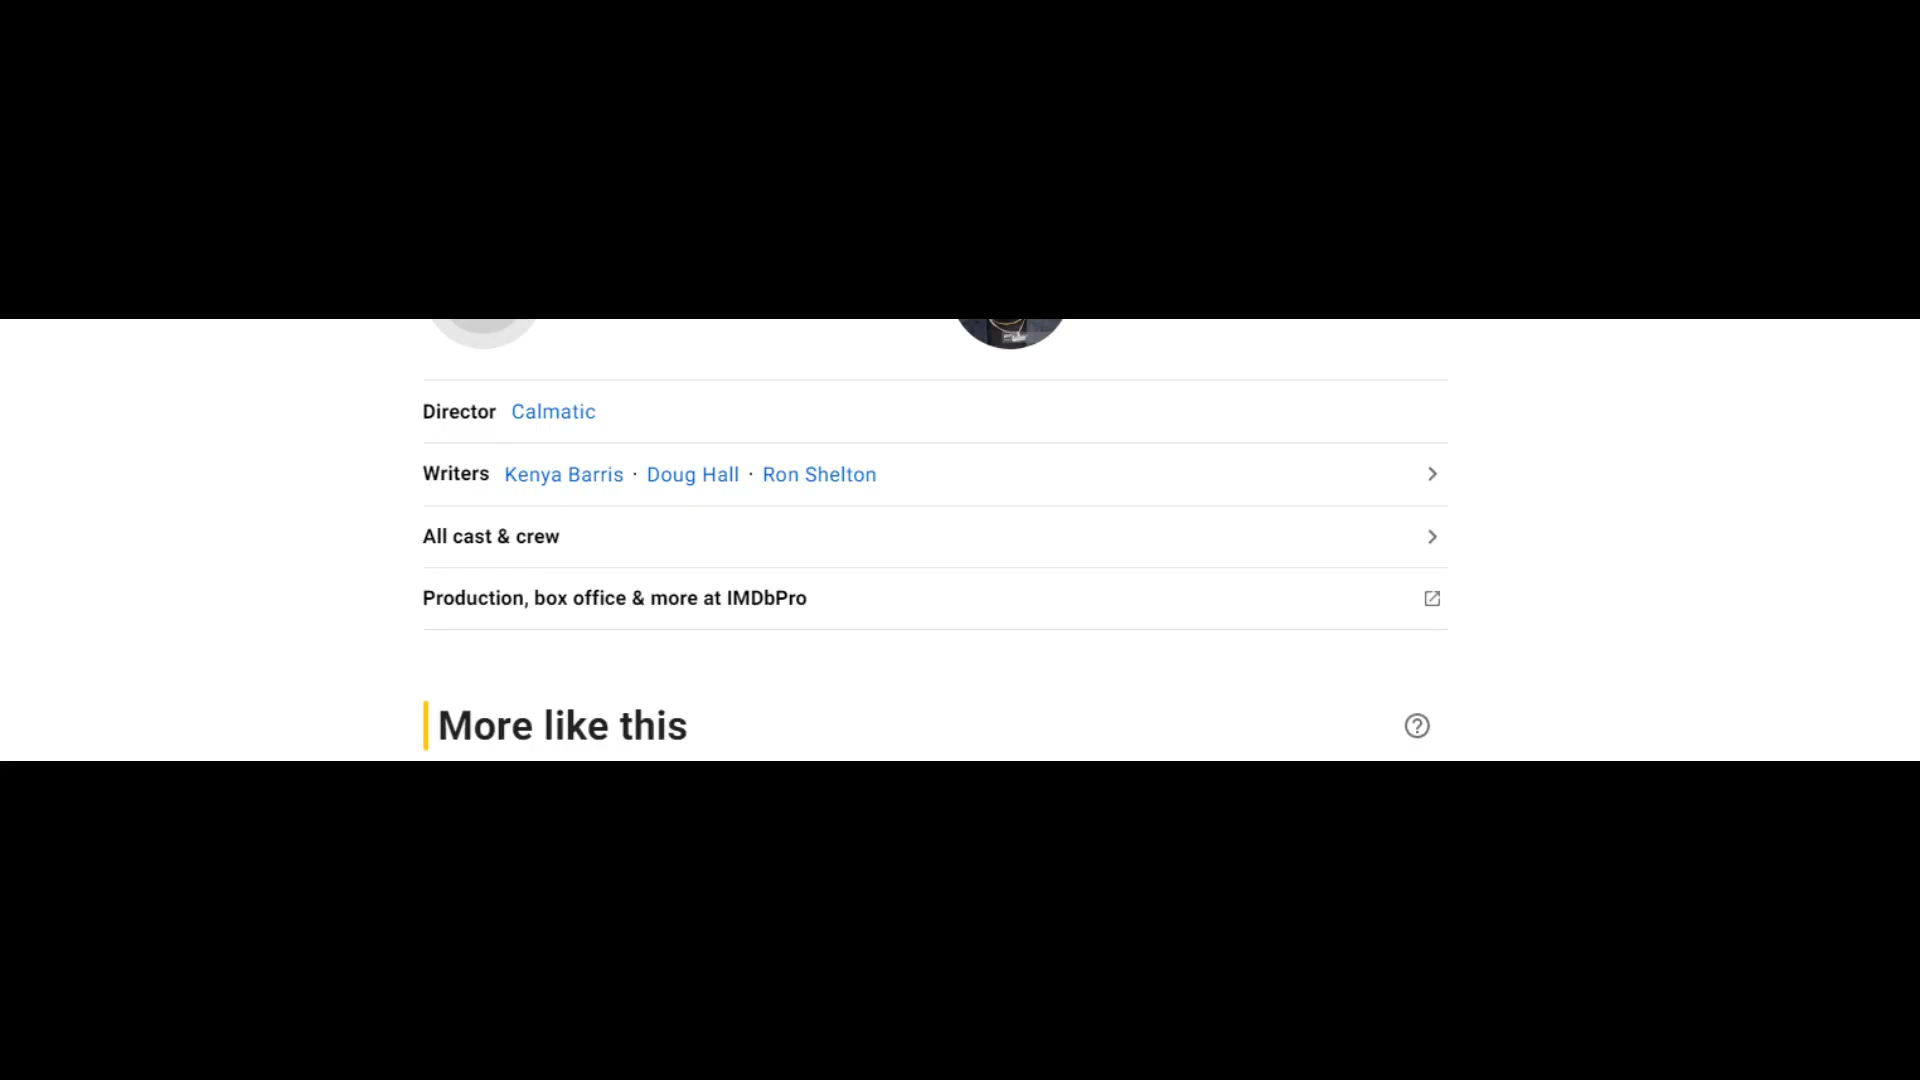 Director Calmatic
Writers Kenya Barris · Doug Hall · Ron Shelton
All cast & crew
Production, box office & more at IMDbPro
More like this